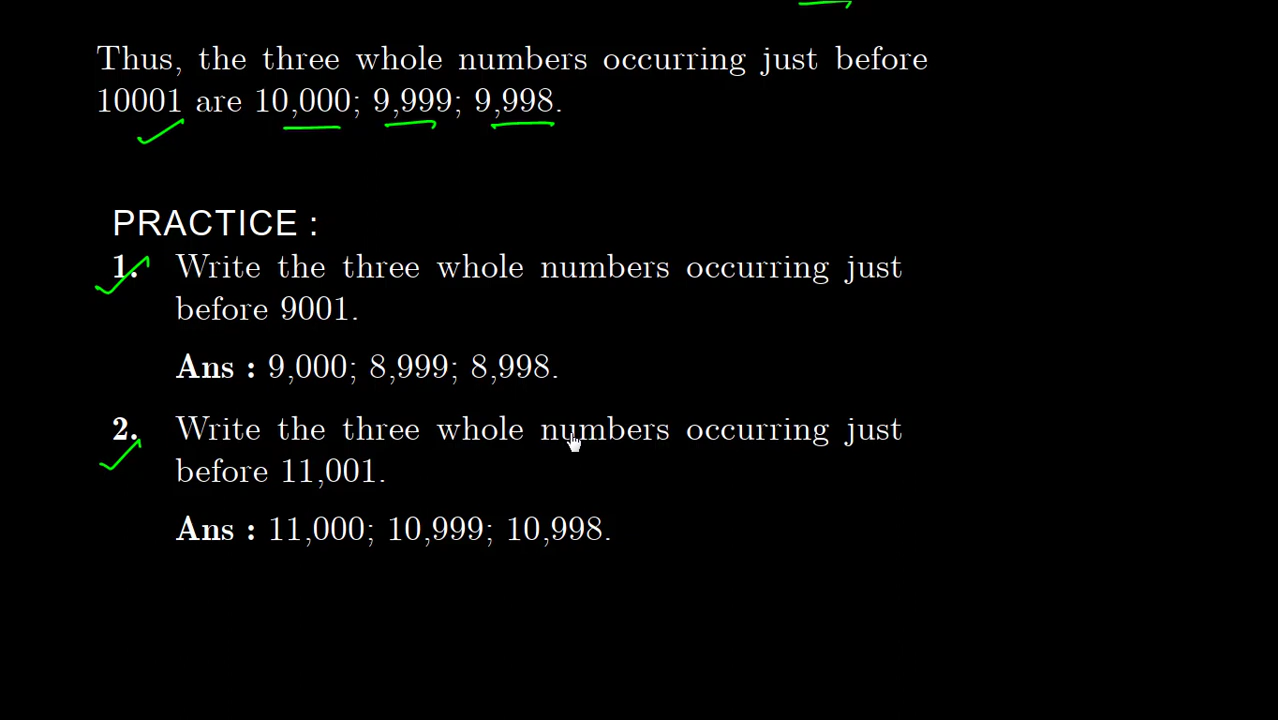 Thus, the three whole numbers occurring just before
10001 are 10,000; 9,999; 9,998.
PRACTICE :
1. Write the three whole numbers occurring just
before 9001.
Ans : 9,000; 8,999; 8,998.
2. Write the three whole numbers occurring just
before 11,001.
Ans : 11,000; 10,999; 10,998.